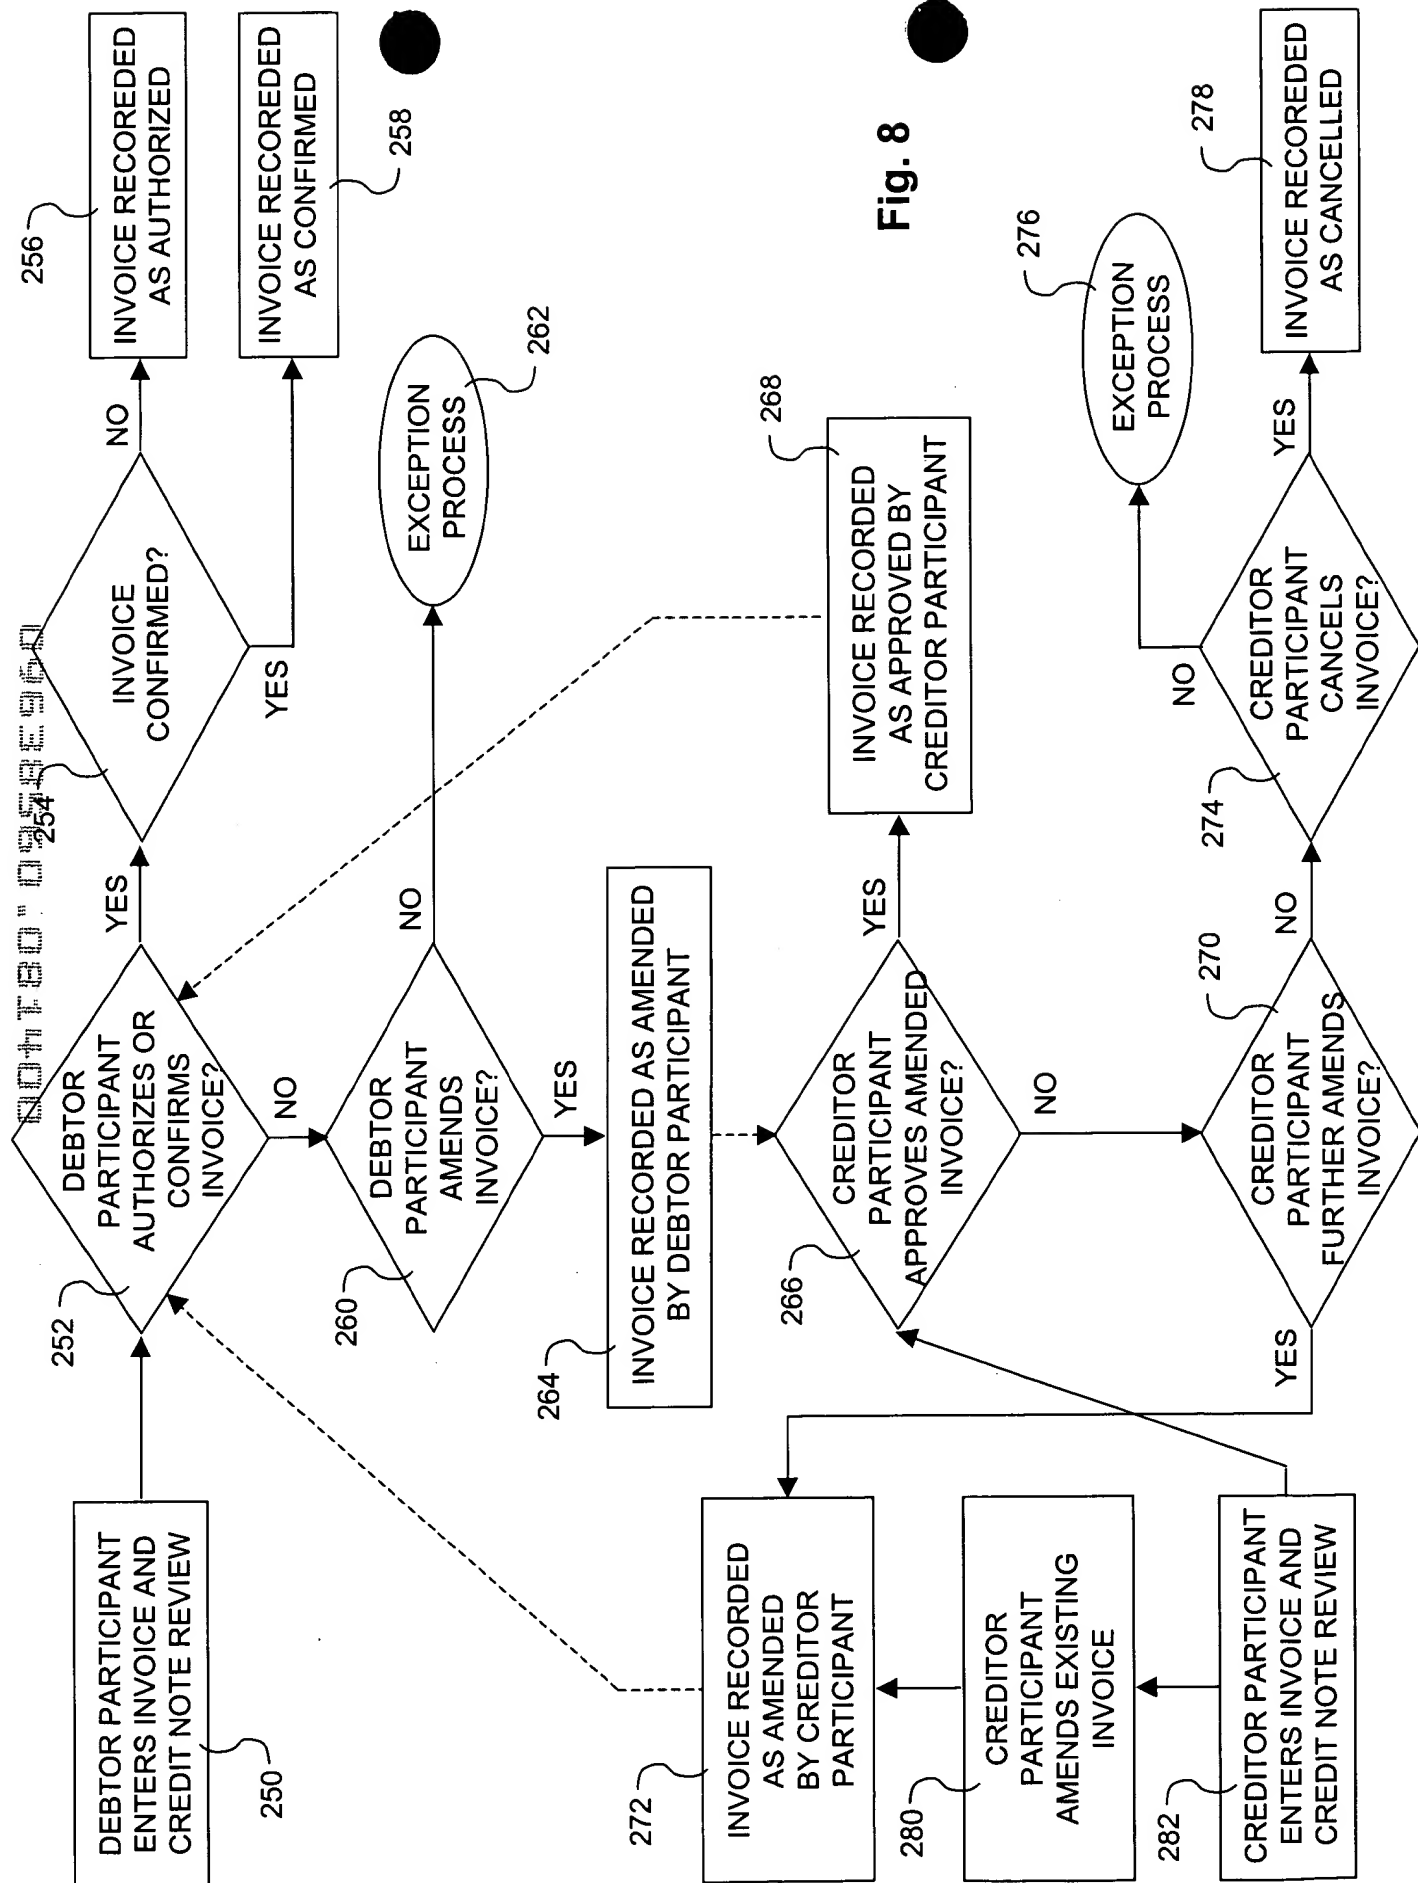 DEBTOR PARTICIPANT
ENTERS INVOICE AND
CREDIT NOTE REVIEW
250
252
DEBTOR
PARTICIPANT
AUTHORIZES OR
CONFIRMS
INVOICE?
YES
NO
254
INVOICE
CONFIRMED?
NO
YES
256
INVOICE RECOREDED
AS AUTHORIZED
INVOICE RECORED
AS CONFIRMED
258
260
DEBTOR
PARTICIPANT
AMENDS
INVOICE?
NO
YES
EXCEPTION
PROCESS
262
264
INVOICE RECORDED AS AMENDED
BY DEBTOR PARTICIPANT
266
CREDITOR
PARTICIPANT
APPROVES AMENDED
INVOICE?
YES
NO
268
INVOICE RECORDED
AS APPROVED BY
CREDITOR PARTICIPANT
Fig. 8
272
INVOICE RECORDED
AS AMENDED
BY CREDITOR
PARTICIPANT
280
CREDITOR
PARTICIPANT
AMENDS EXISTING
INVOICE
282
CREDITOR PARTICIPANT
ENTERS INVOICE AND
CREDIT NOTE REVIEW
YES
270
CREDITOR
PARTICIPANT
FURTHER AMENDS
INVOICE?
NO
274
CREDITOR
PARTICIPANT
CANCELS
INVOICE?
NO
YES
276
EXCEPTION
PROCESS
278
INVOICE RECOREDED
AS CANCELLED